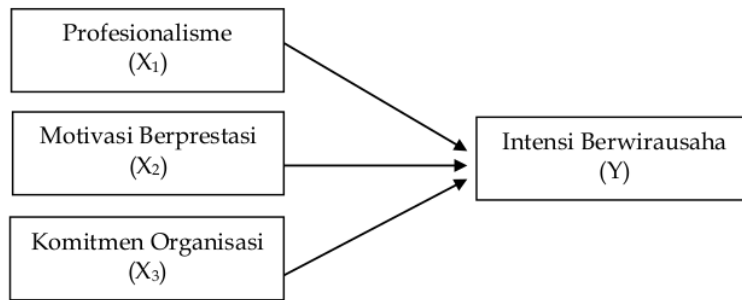 Profesionalisme
(X₁)
Motivasi Berprestasi
(X₂)
Intensi Berwirausaha
(Y)
Komitmen Organisasi
(X₃)